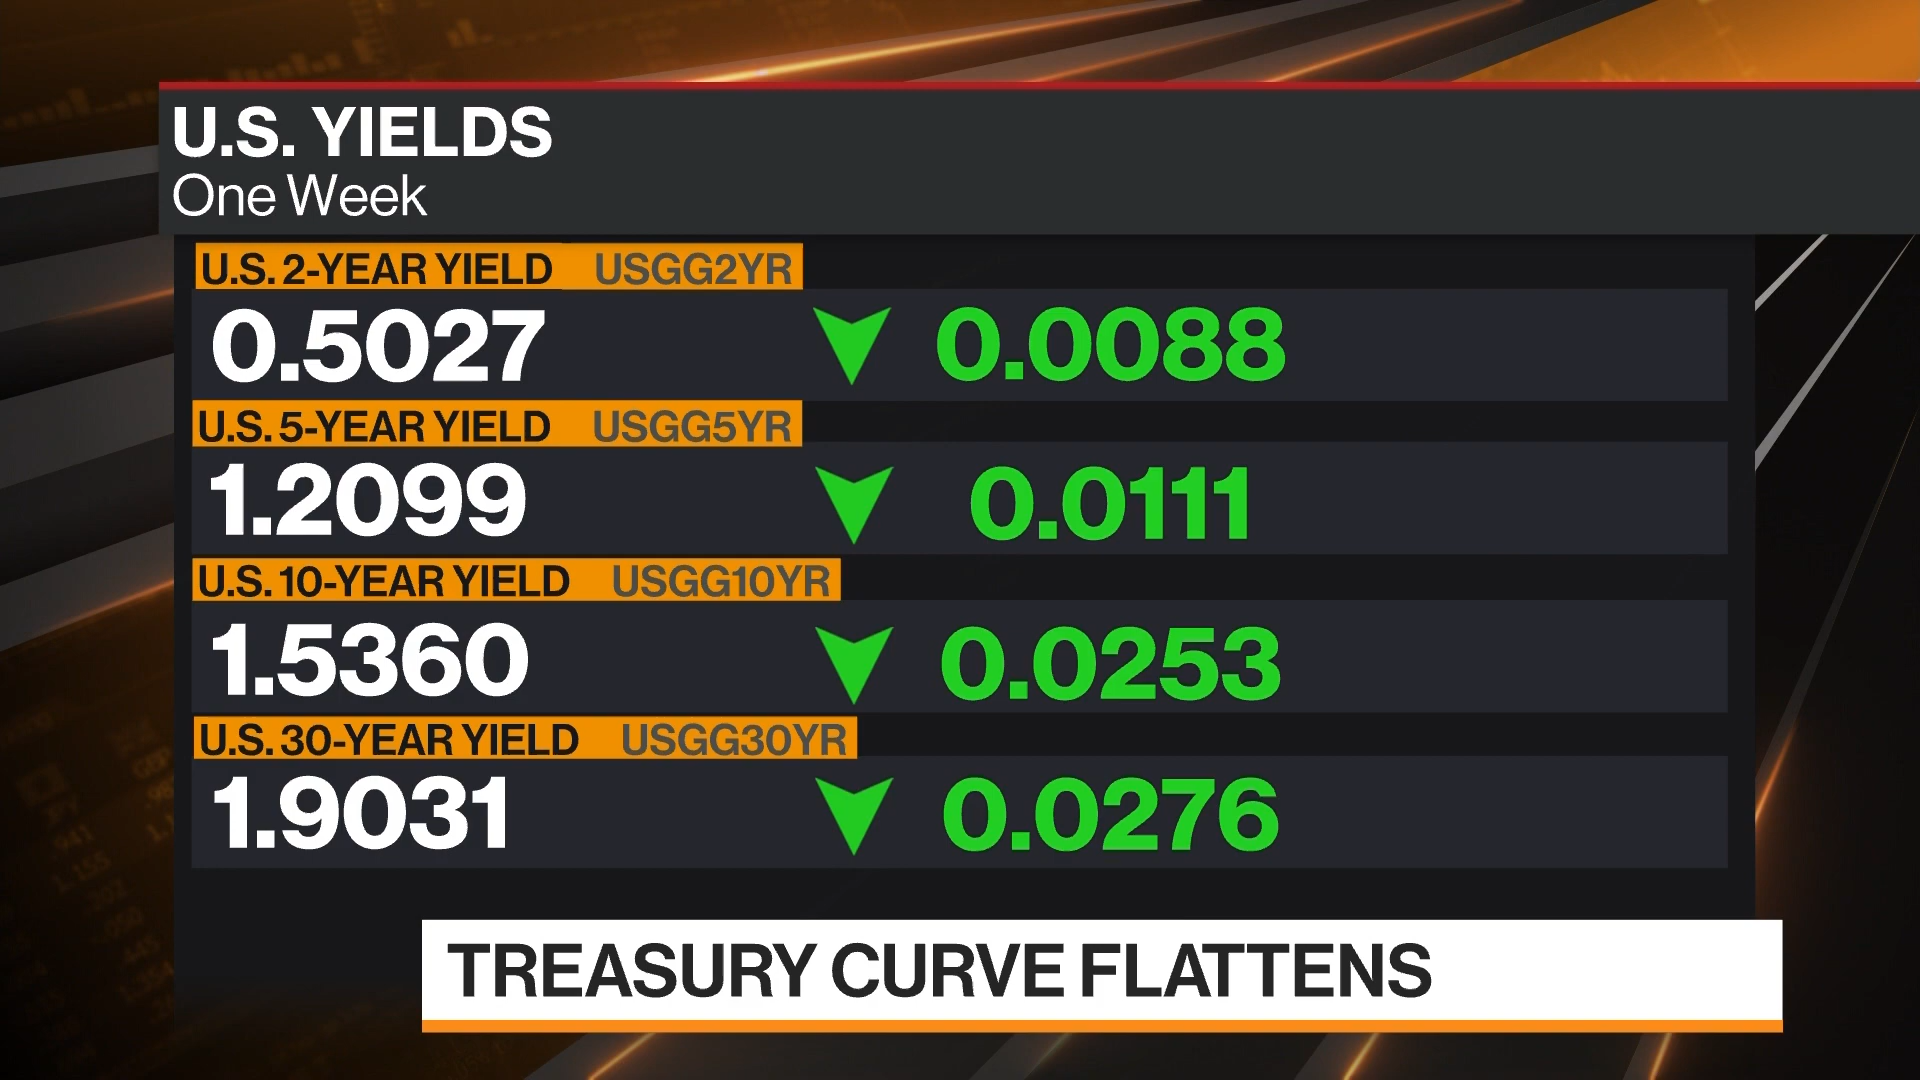 U.S. YIELDS
One Week
U.S. 2-YEAR YIELD USGG2YR
0.5027 0.0088
U.S. 5-YEAR YIELD USGG5YR
1.2099 0.0111
U.S. 10-YEAR YIELD USGG10YR
1.5360 0.0253
U.S. 30-YEAR YIELD USGG30YR
1.9031 0.0276
TREASURY CURVE FLATTENS